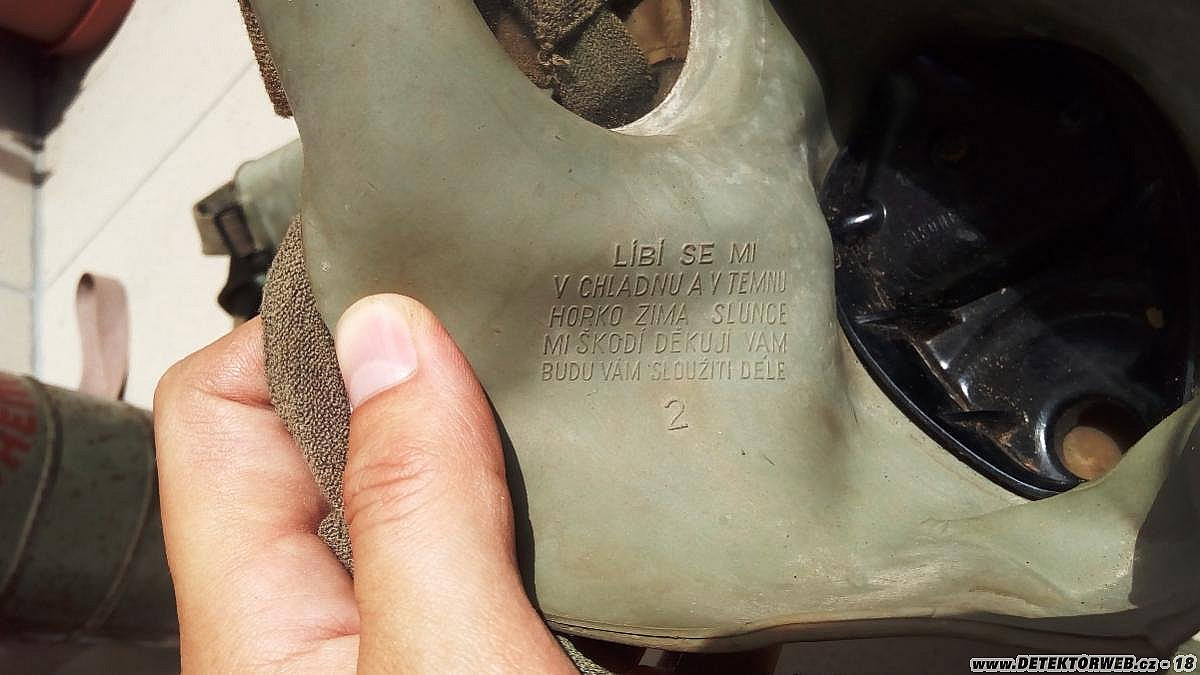 LÍBÍ SE MI
V CHLADNU A V TEMNU
HORKO ZIMA SLUNCE
MI ŠKODÍ DĚKUJI VÁM
BUDU VÁM SLOUŽITI DÉLE
2
www.DETEKTORWEB.cz - 18